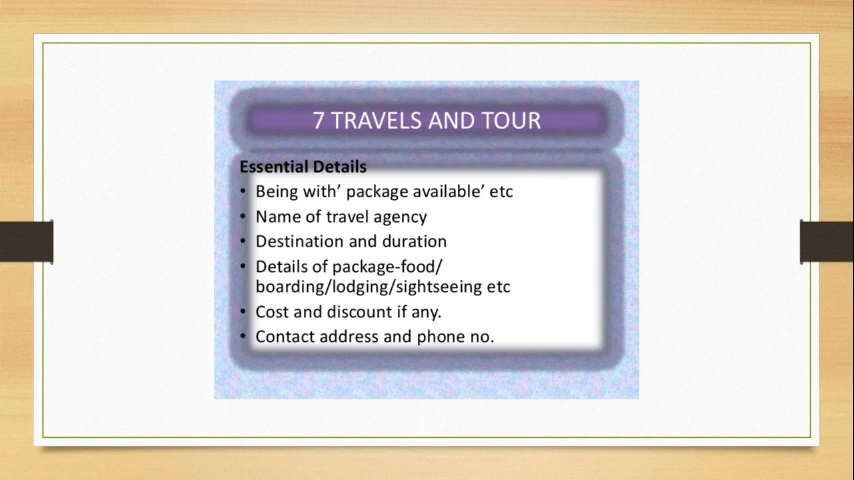 7 TRAVELS AND TOUR
Essential Details
• Being with’ package available’ etc
• Name of travel agency
• Destination and duration
• Details of package-food/
boarding/lodging/sightseeing etc
• Cost and discount if any.
• Contact address and phone no.